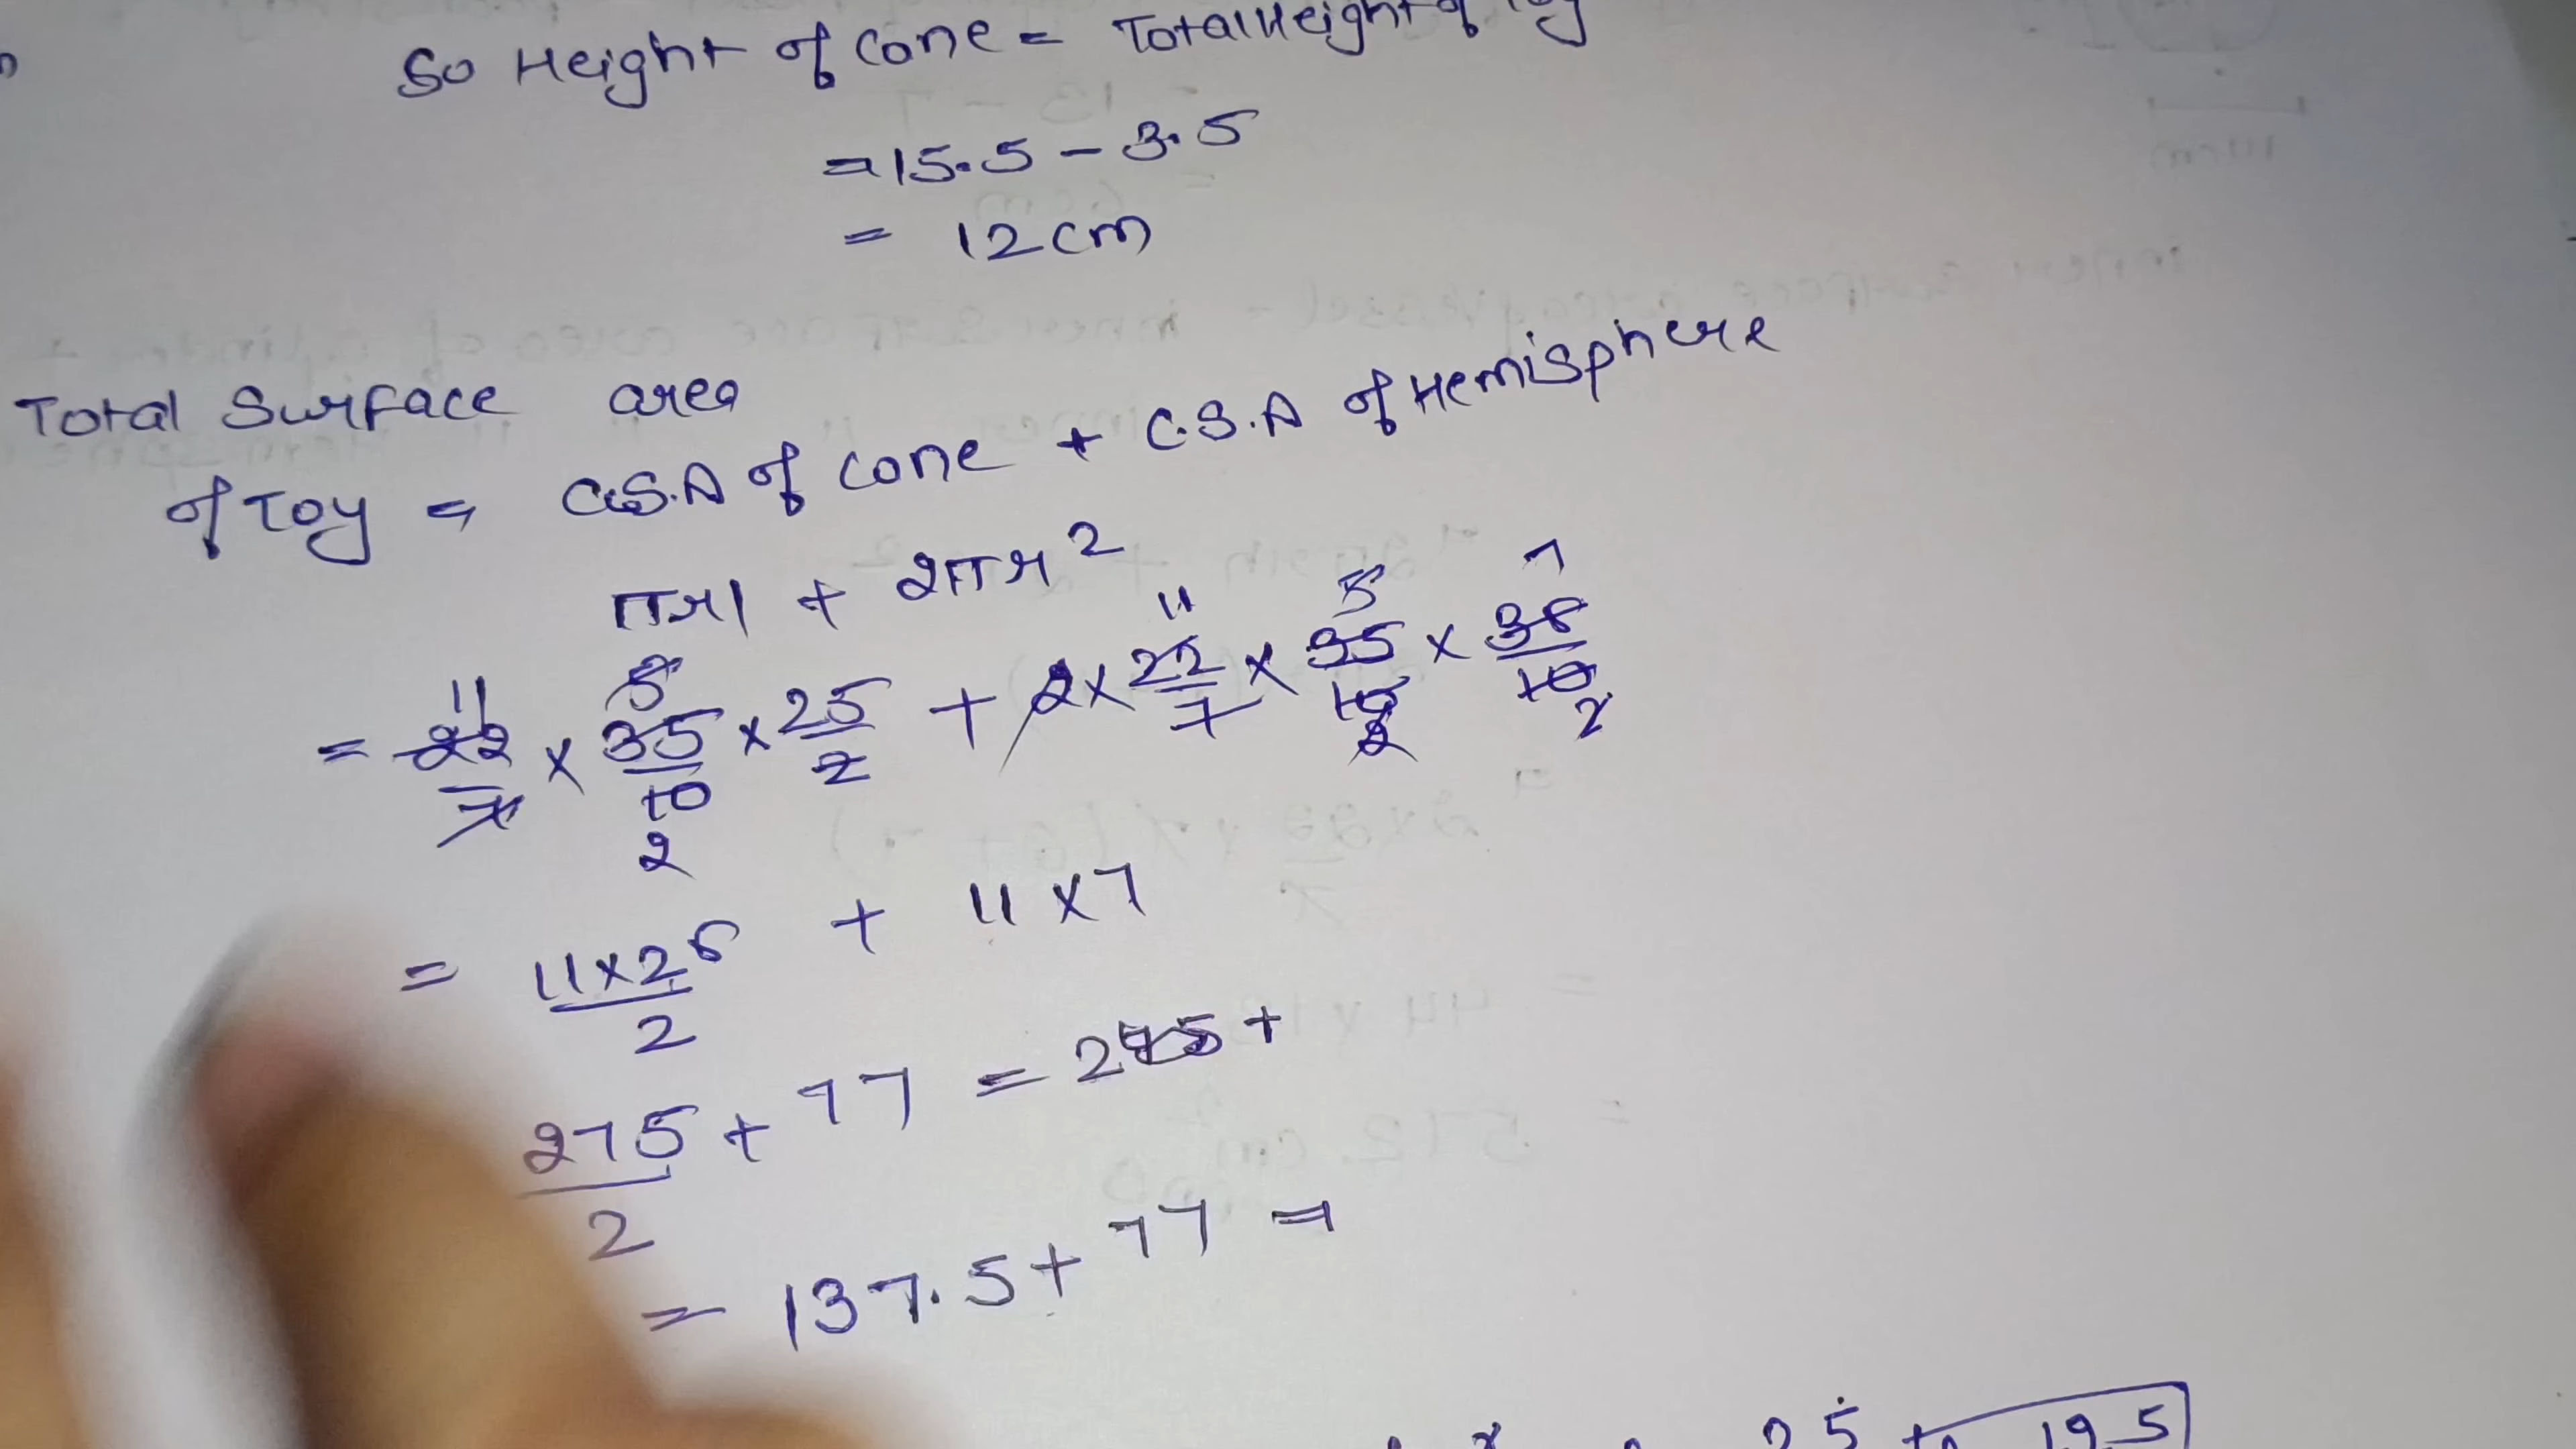 So Height of cone = Total Height of Toy
= 15.5 - 3.5
= 12 cm
Total Surface area
of Toy = C.S.A of cone + C.S.A of Hemisphere
πrl + 2πr²
= 22/7 × 35/10 × 25/2 + 2 × 22/7 × 35/10 × 35/10
= 11×25/2 + 11 × 7
275/2 + 77 = 275 +
= 137.5 + 77 =